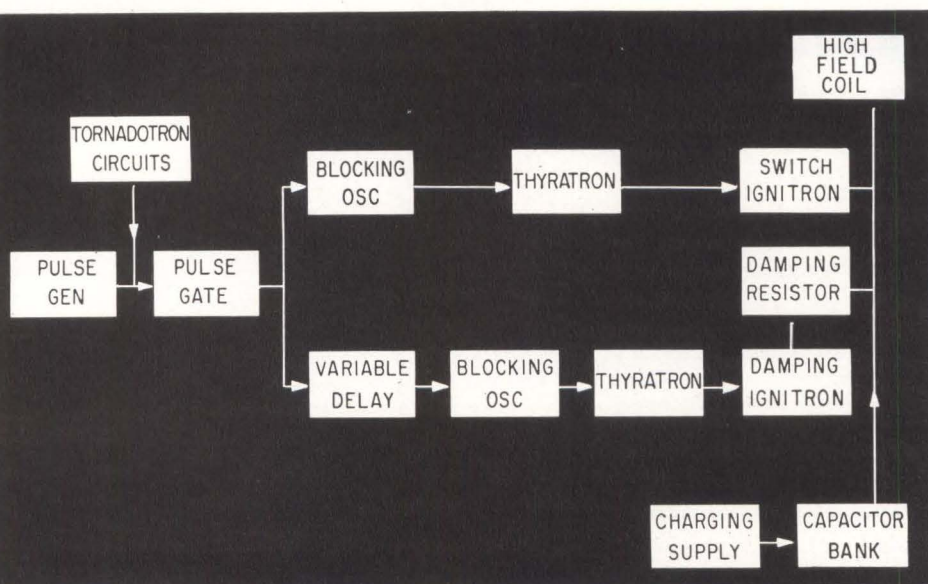 HIGH
FIELD
COIL
TORNADOTRON
CIRCUITS
BLOCKING
OSC
THYRATRON
SWITCH
IGNITRON
PULSE
GEN
PULSE
GATE
DAMPING
RESISTOR
VARIABLE
DELAY
BLOCKING
OSC
THYRATRON
DAMPING
IGNITRON
CHARGING
SUPPLY
CAPACITOR
BANK